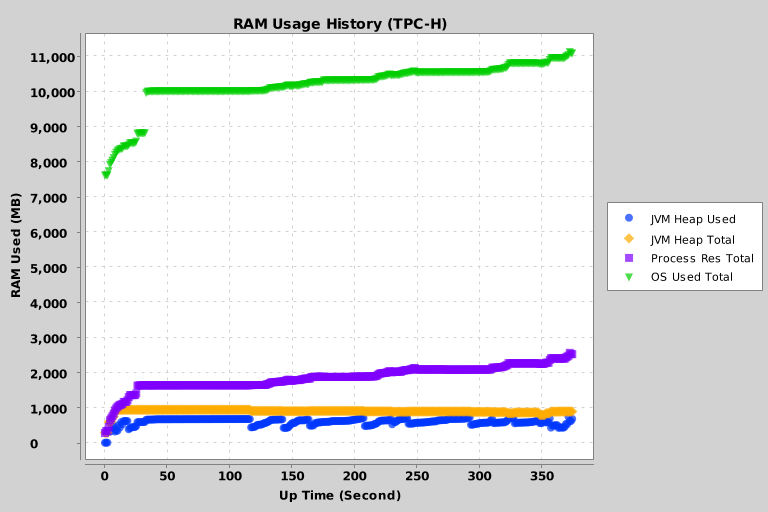 RAM Usage History (TPC-H)
RAM Used (MB)
11,000
10,000
9,000
8,000
7,000
6,000
5,000
4,000
3,000
2,000
1,000
0
0 50 100 150 200 250 300 350
Up Time (Second)
JVM Heap Used
JVM Heap Total
Process Res Total
OS Used Total